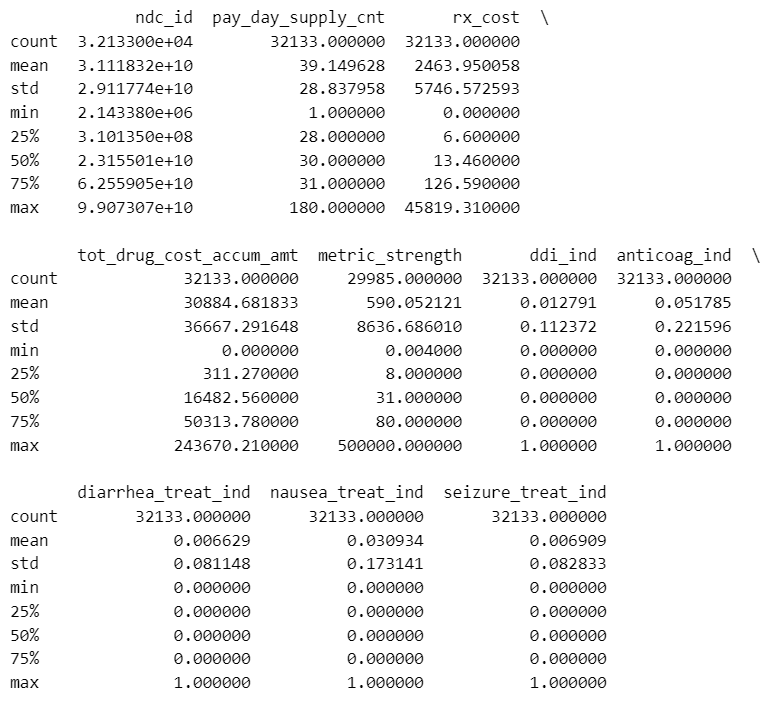 ndc_id pay_day_supply_cnt rx_cost \
count 3.213300e+04 32133.000000 32133.000000
mean 3.111832e+10 39.149628 2463.950058
std 2.911774e+10 28.837958 5746.572593
min 2.143380e+06 1.000000 0.000000
25% 3.101350e+08 28.000000 6.600000
50% 2.315501e+10 30.000000 13.460000
75% 6.255905e+10 31.000000 126.590000
max 9.907307e+10 180.000000 45819.310000
tot_drug_cost_accum_amt metric_strength ddi_ind anticoag_ind \
count 32133.000000 29985.000000 32133.000000 32133.000000
mean 30884.681833 590.052121 0.012791 0.051785
std 36667.291648 8636.686010 0.112372 0.221596
min 0.000000 0.004000 0.000000 0.000000
25% 311.270000 8.000000 0.000000 0.000000
50% 16482.560000 31.000000 0.000000 0.000000
75% 50313.780000 80.000000 0.000000 0.000000
max 243670.210000 500000.000000 1.000000 1.000000
diarrhea_treat_ind nausea_treat_ind seizure_treat_ind
count 32133.000000 32133.000000 32133.000000
mean 0.006629 0.030934 0.006909
std 0.081148 0.173141 0.082833
min 0.000000 0.000000 0.000000
25% 0.000000 0.000000 0.000000
50% 0.000000 0.000000 0.000000
75% 0.000000 0.000000 0.000000
max 1.000000 1.000000 1.000000